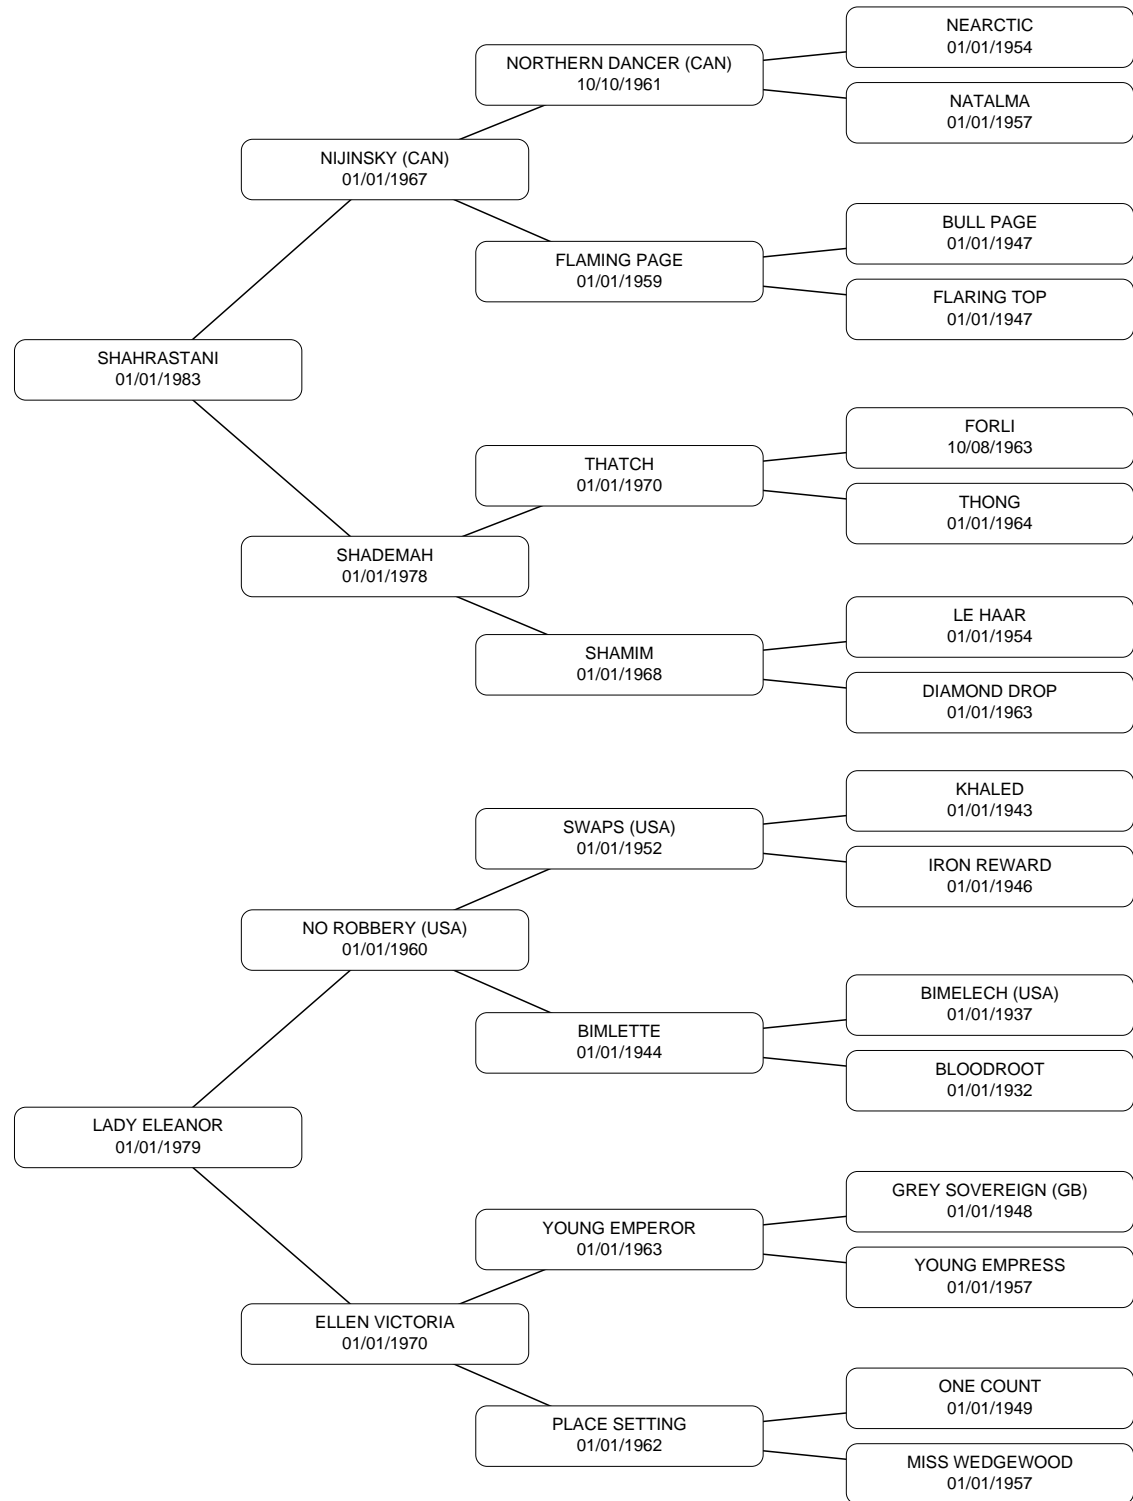 NEARCTIC
01/01/1954
NORTHERN DANCER (CAN)
10/10/1961
NATALMA
01/01/1957
NIJINSKY (CAN)
01/01/1967
BULL PAGE
01/01/1947
FLAMING PAGE
01/01/1959
FLARING TOP
01/01/1947
SHAHRASTANI
01/01/1983
FORLI
10/08/1963
THATCH
01/01/1970
THONG
01/01/1964
SHADEMAH
01/01/1978
LE HAAR
01/01/1954
SHAMIM
01/01/1968
DIAMOND DROP
01/01/1963
KHALED
01/01/1943
SWAPS (USA)
01/01/1952
IRON REWARD
01/01/1946
NO ROBBERY (USA)
01/01/1960
BIMELECH (USA)
01/01/1937
BIMLETTE
01/01/1944
BLOODROOT
01/01/1932
LADY ELEANOR
01/01/1979
GREY SOVEREIGN (GB)
01/01/1948
YOUNG EMPEROR
01/01/1963
YOUNG EMPRESS
01/01/1957
ELLEN VICTORIA
01/01/1970
ONE COUNT
01/01/1949
PLACE SETTING
01/01/1962
MISS WEDGEWOOD
01/01/1957